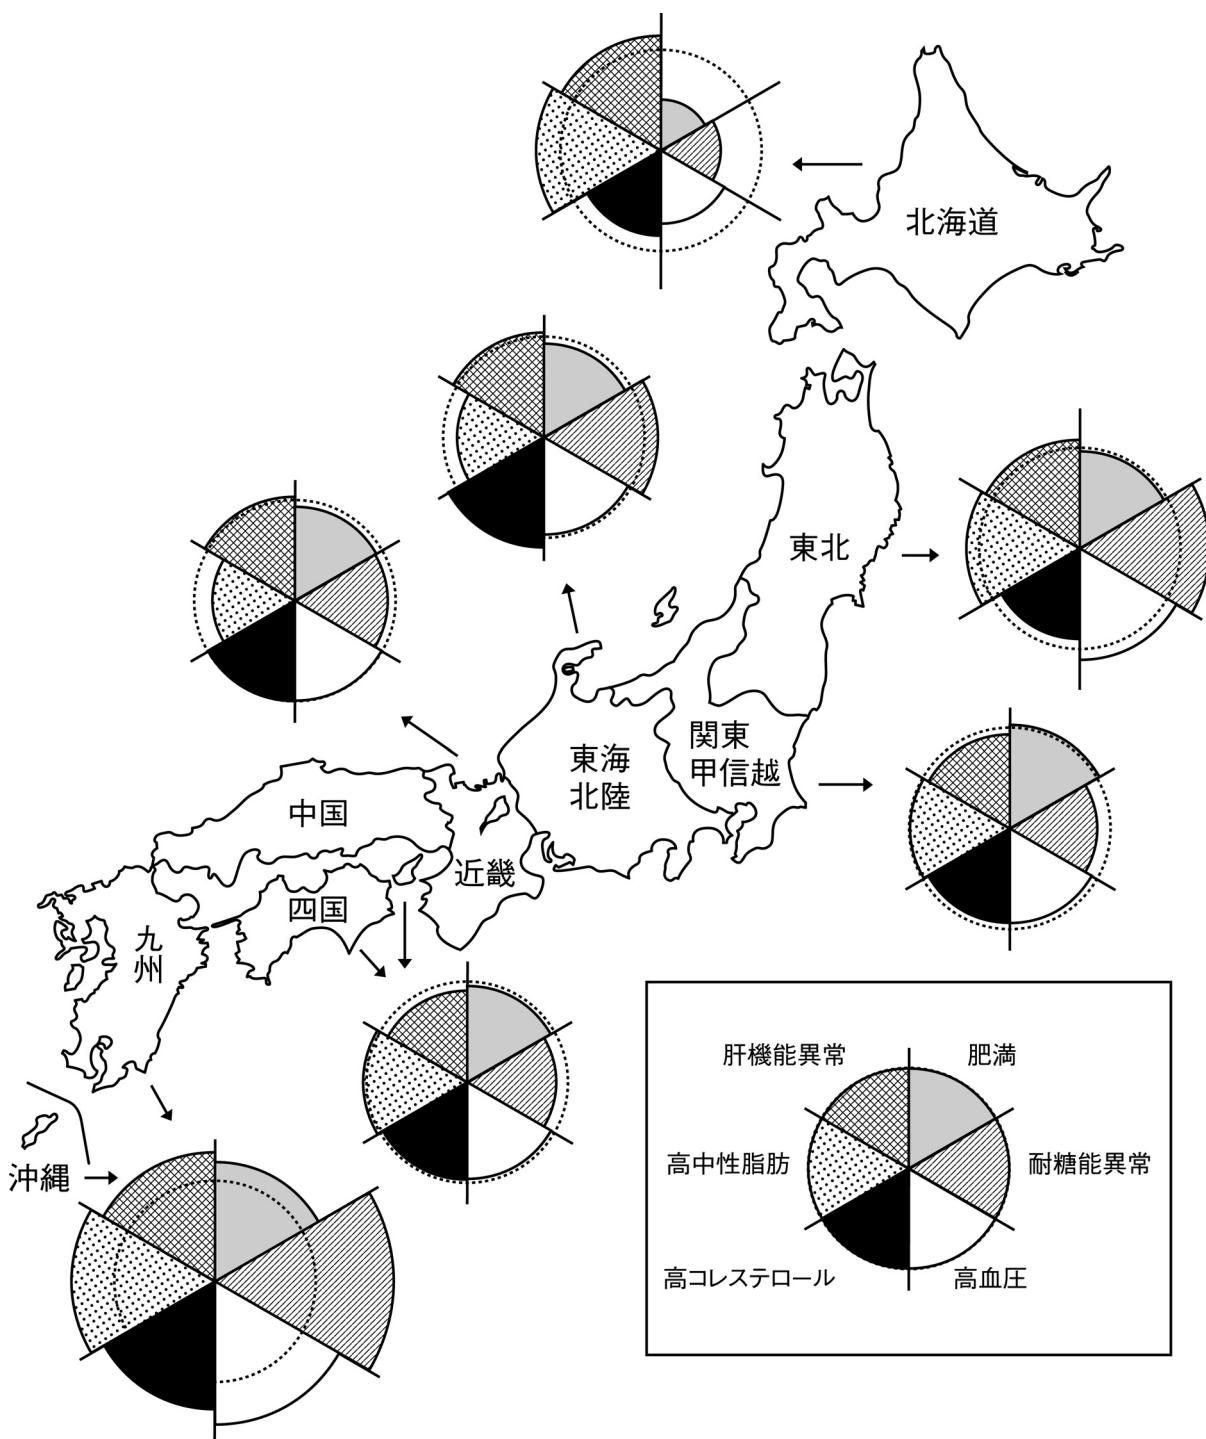 北海道
東北
関東
甲信越
東海
北陸
中国
近畿
四国
九
州
沖縄
肝機能異常
肥満
高中性脂肪
耐糖能異常
高コレステロール
高血圧